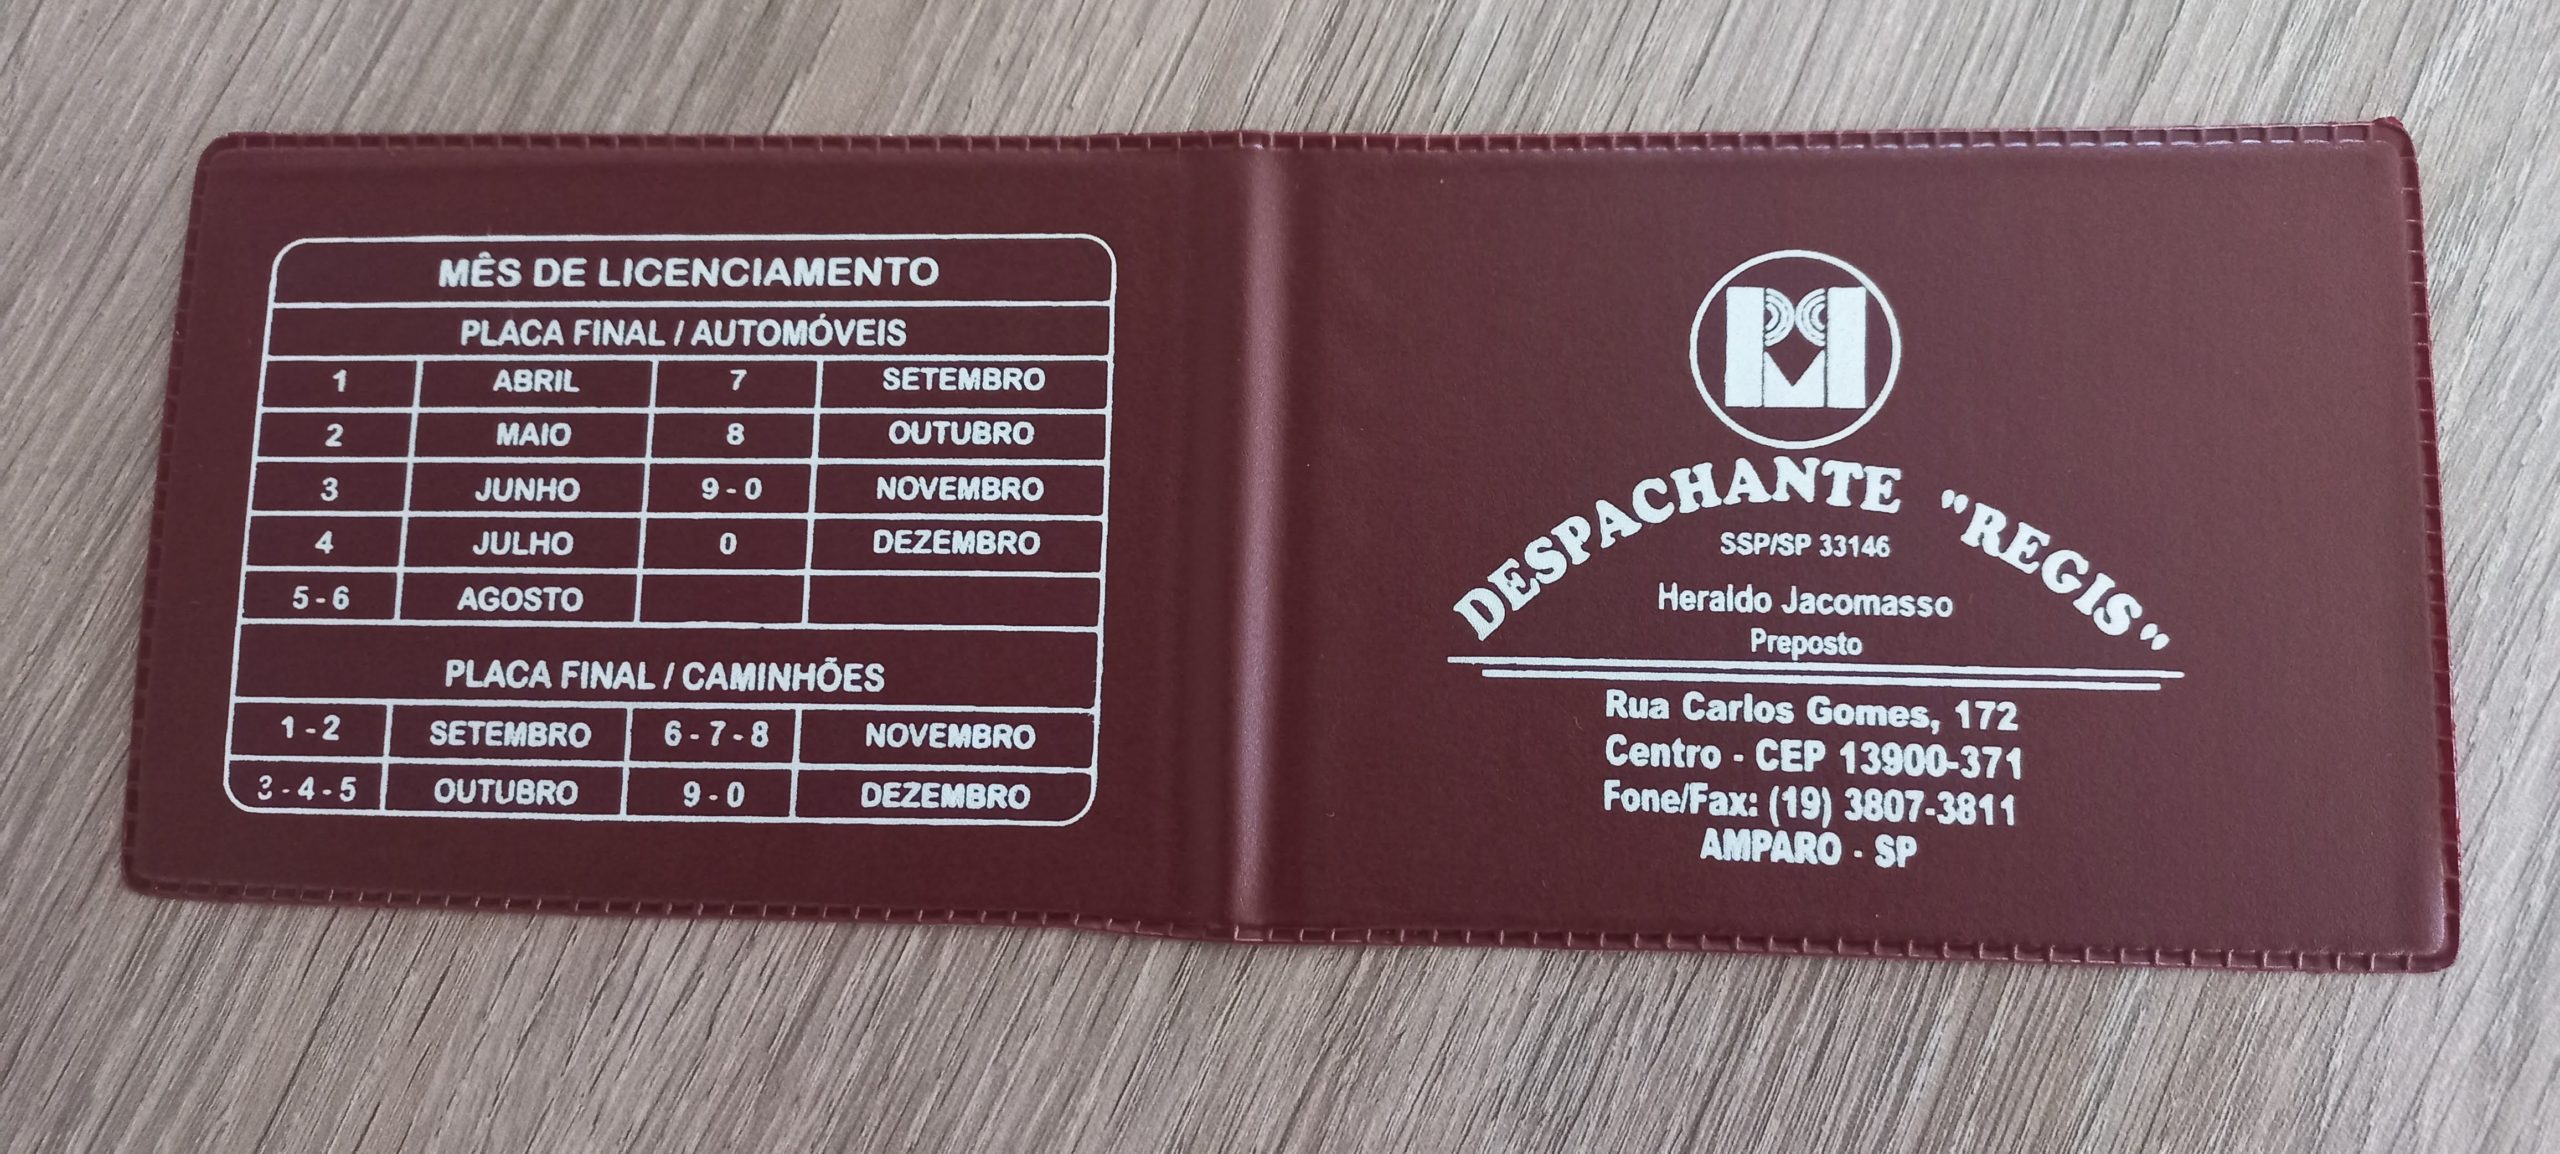 MÊS DE LICENCIAMENTO
PLACA FINAL / AUTOMÓVEIS
1 ABRIL 7 SETEMBRO
2 MAIO 8 OUTUBRO
3 JUNHO 9 - 0 NOVEMBRO
4 JULHO 0 DEZEMBRO
5 - 6 AGOSTO
PLACA FINAL / CAMINHÕES
1 - 2 SETEMBRO 6 - 7 - 8 NOVEMBRO
3 - 4 - 5 OUTUBRO 9 - 0 DEZEMBRO
DESPACHANTE "REGIS"
SSP/SP 33146
Heraldo Jacomasso
Preposto
Rua Carlos Gomes, 172
Centro - CEP 13900-371
Fone/Fax: (19) 3807-3811
AMPARO - SP